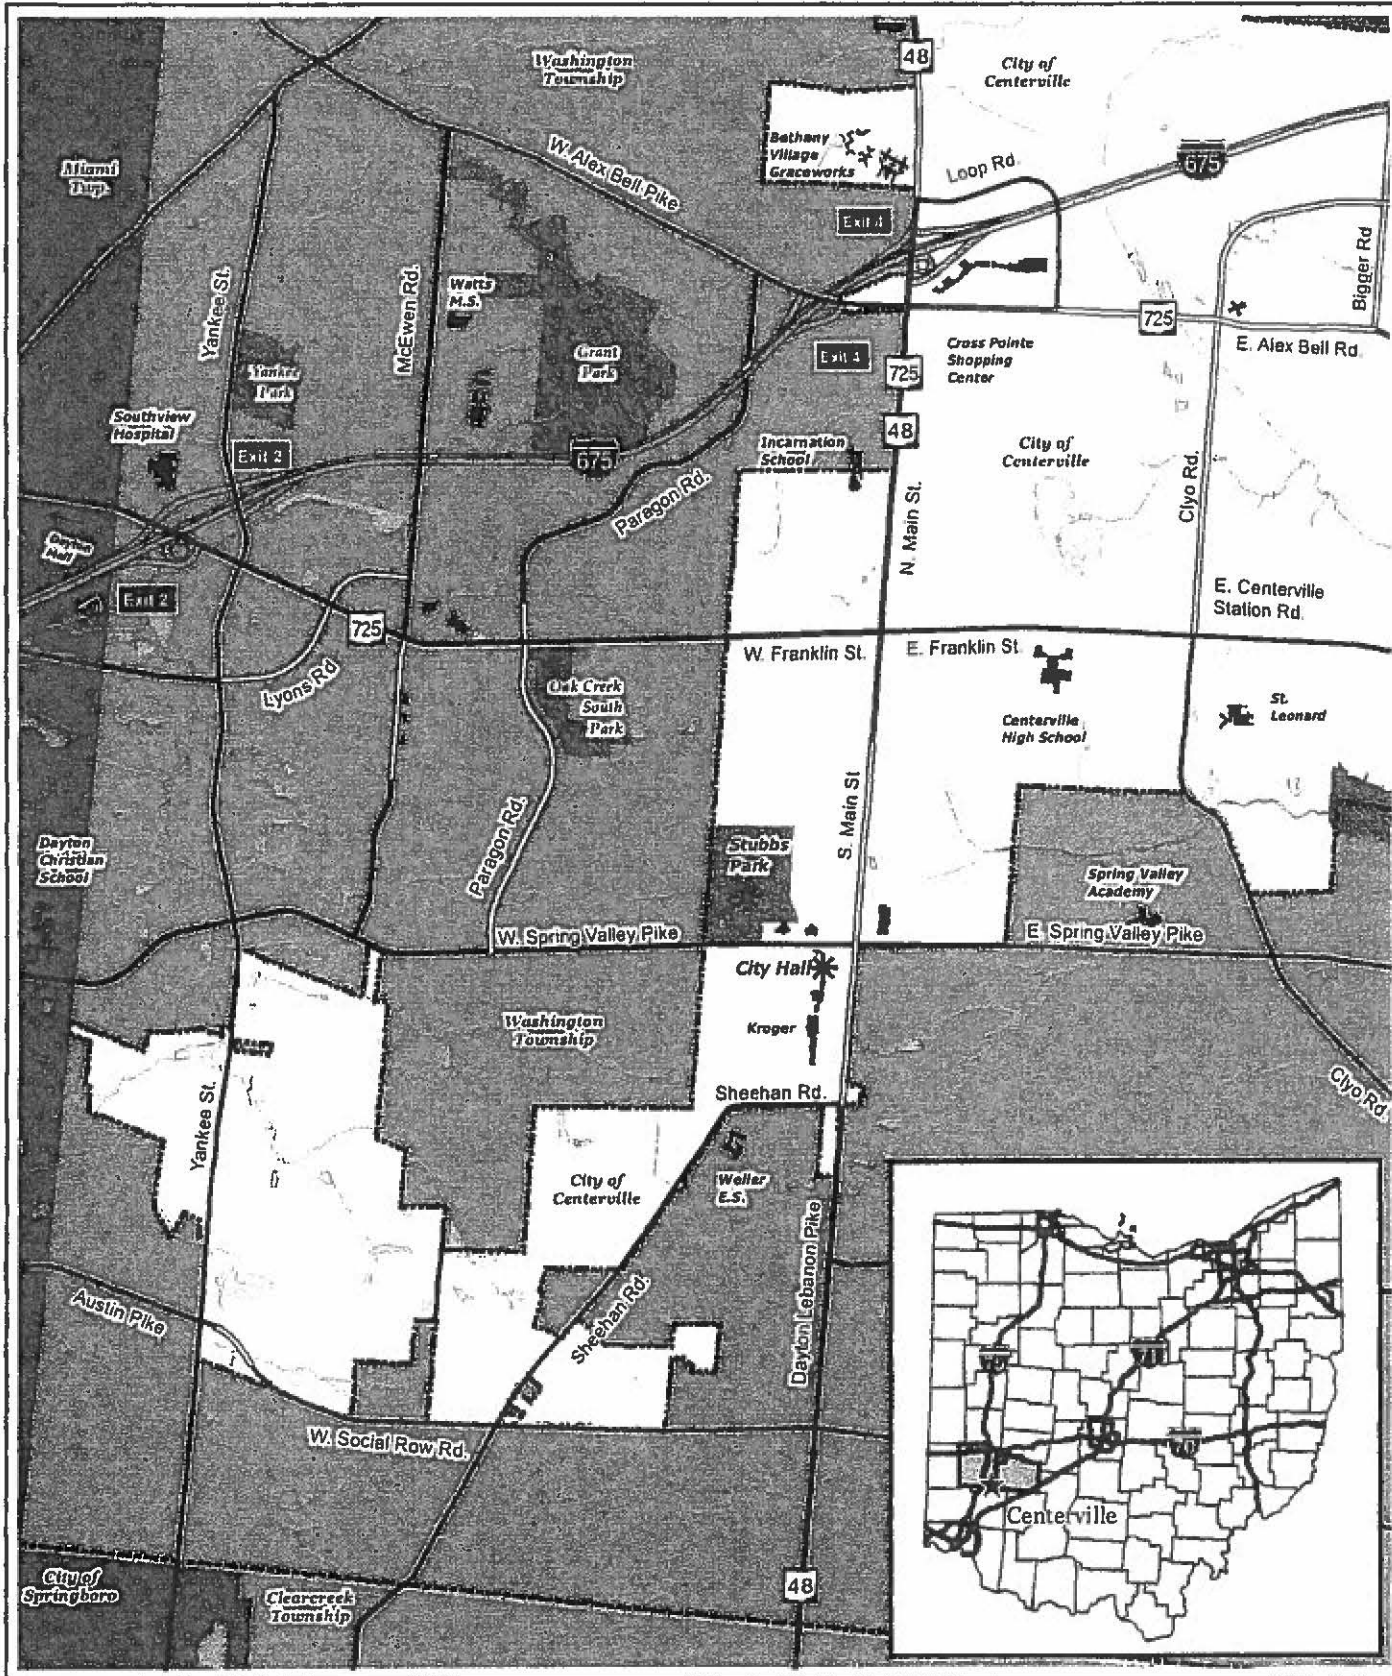 Washington
Township
48
City of
Centerville
Miami
Twp.
W. Alex Bell Pike
Bethany
Village
Graceworks
Loop Rd.
675
Exit 4
Yankee St.
McEwen Rd.
Watts
M.S.
Bigger Rd
725
E. Alex Bell Rd.
Grant
Park
Exit 4
Cross Pointe
Shopping
Center
725
Yankee
Park
Southview
Hospital
48
Exit 2
675
Incarnation
School
City of
Centerville
Clyo Rd.
Paragon Rd.
N. Main St.
Dayton
Mall
Exit 2
E. Centerville
Station Rd.
725
W. Franklin St.
E. Franklin St.
Lyons Rd
Oak Creek
South
Park
Centerville
High School
St.
Leonard
S. Main St
Paragon Rd.
Stubbs
Park
Dayton
Christian
School
Spring Valley
Academy
W. Spring Valley Pike
E. Spring Valley Pike
City Hall
Washington
Township
Kroger
Yankee St.
Sheehan Rd.
Clyo Rd.
City of
Centerville
Weller
E.S.
Dayton Lebanon Pike
Austin Pike
Sheehan Rd.
W. Social Row Rd.
75
71
70
Centerville
City of
Springboro
Clearcreek
Township
48